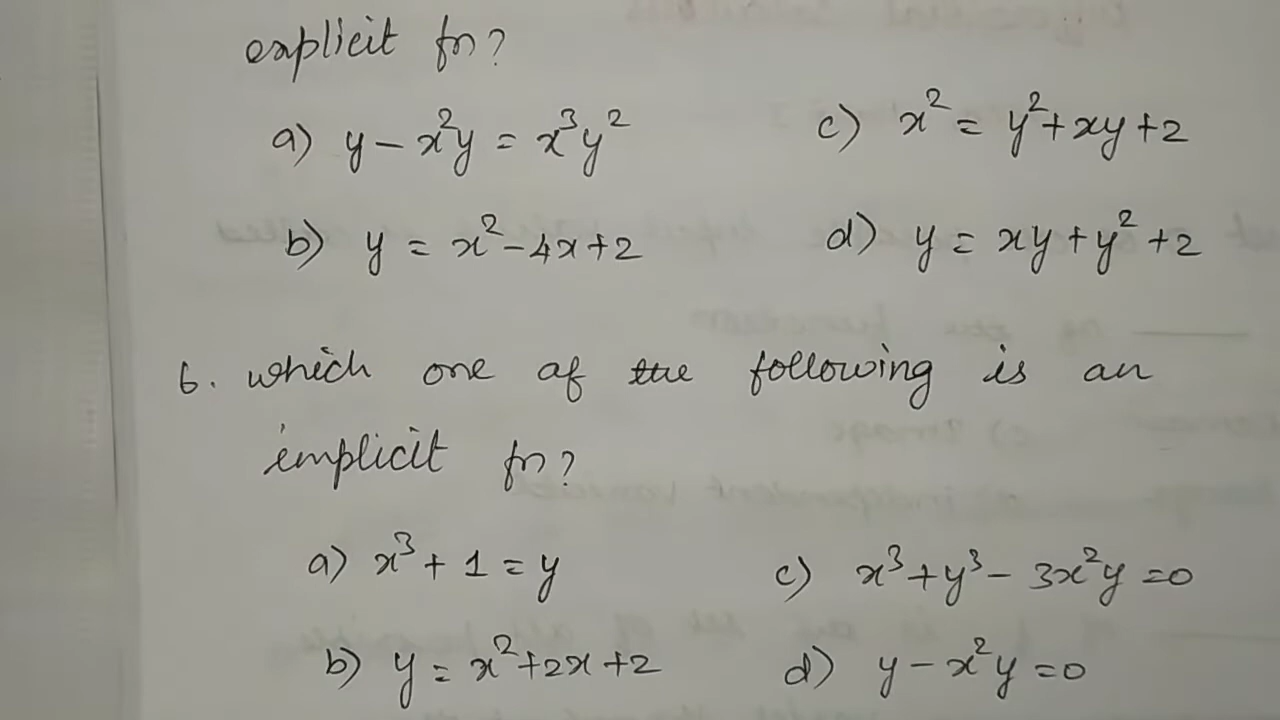 explicit fn?
a) y - x²y = x³y²
c) x² = y² + xy + 2
b) y = x² - 4x + 2
d) y = xy + y² + 2
6. which one of the following is an
implicit fn?
a) x³ + 1 = y
c) x³ + y³ - 3x²y = 0
b) y = x² + 2x + 2
d) y - x²y = 0